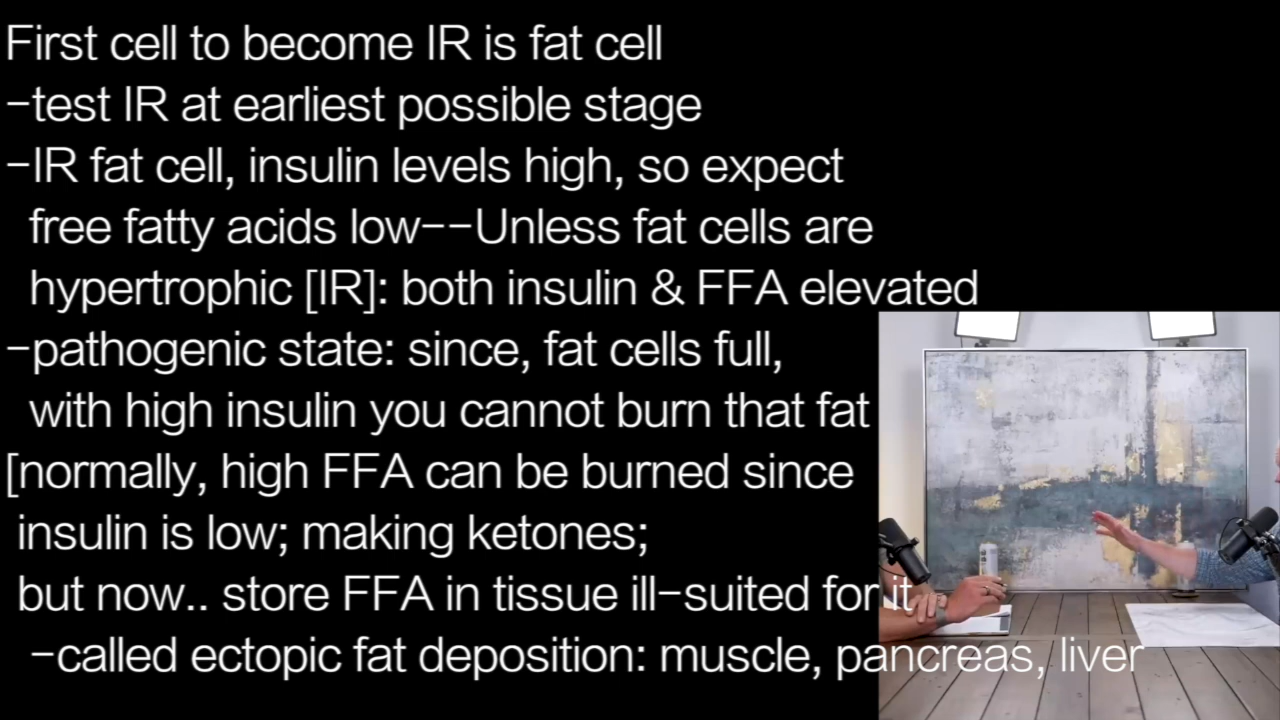 First cell to become IR is fat cell
-test IR at earliest possible stage
-IR fat cell, insulin levels high, so expect
free fatty acids low--Unless fat cells are
hypertrophic [IR]: both insulin & FFA elevated
-pathogenic state: since, fat cells full,
with high insulin you cannot burn that fat
[normally, high FFA can be burned since
insulin is low; making ketones;
but now.. store FFA in tissue ill-suited for it
-called ectopic fat deposition: muscle, pancreas, liver